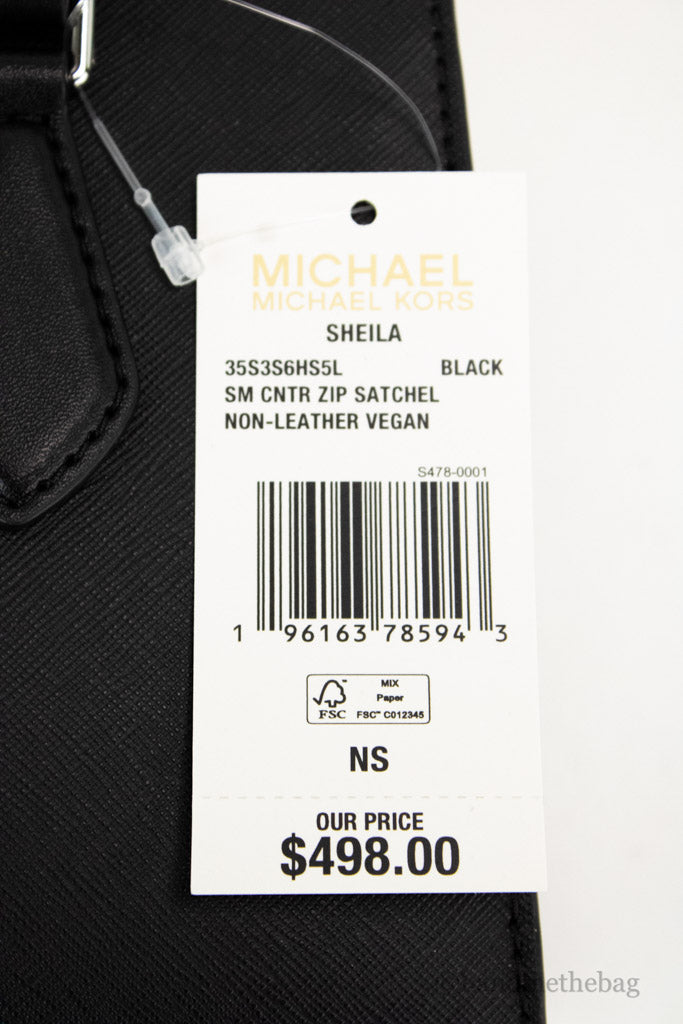 MICHAEL
MICHAEL KORS
SHEILA
35S3S6HS5L BLACK
SM CNTR ZIP SATCHEL
NON-LEATHER VEGAN
S478-0001
1 96163 78594 3
MIX
Paper
FSC FSC™ C012345
NS
OUR PRICE
$498.00